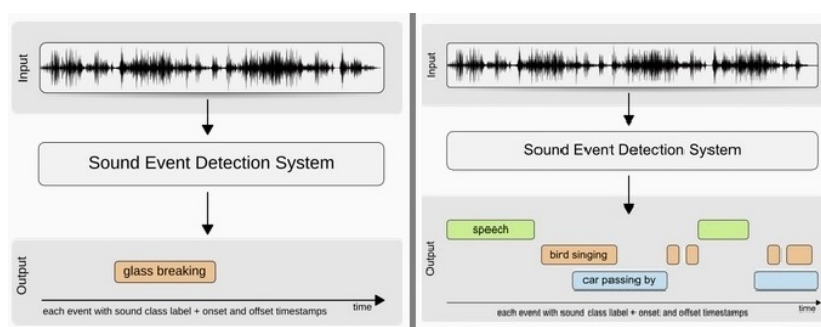 Input
Sound Event Detection System
Output
glass breaking
time
each event with sound class label + onset and offset timestamps
Input
Sound Event Detection System
Output
speech
bird singing
car passing by
time
each event with sound class label + onset and offset timestamps